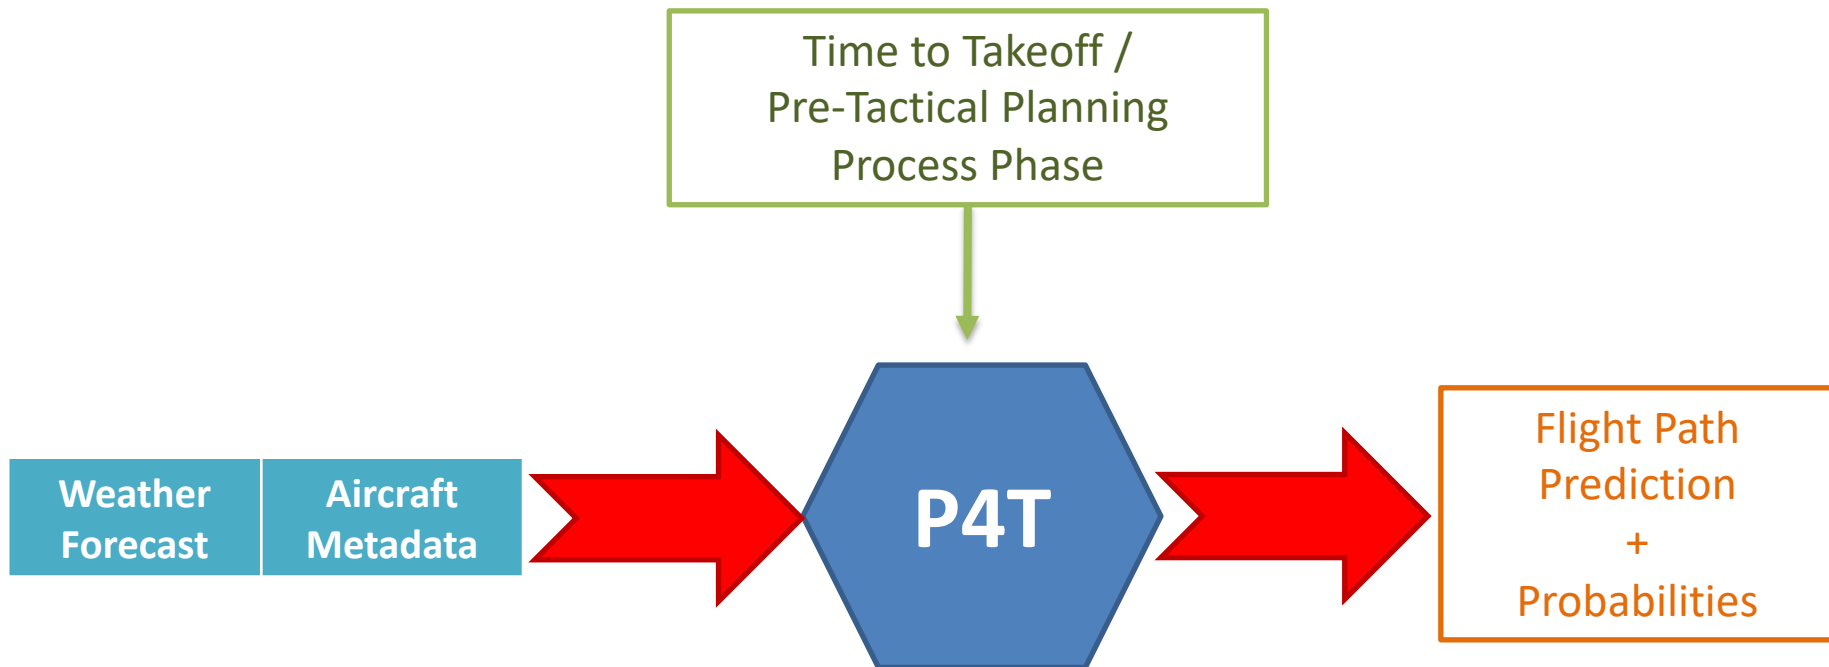 Time to Takeoff /
Pre-Tactical Planning
Process Phase
Weather
Forecast
Aircraft
Metadata
P4T
Flight Path
Prediction
+
Probabilities